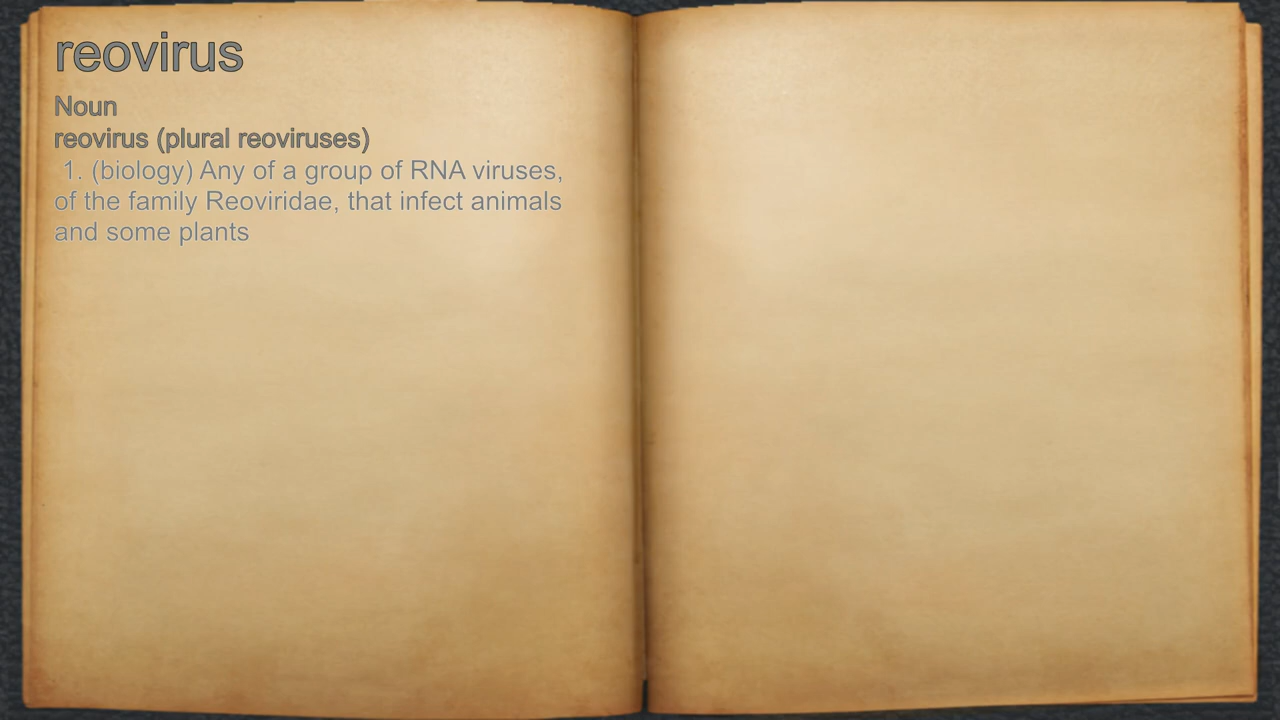 reovirus
Noun
reovirus (plural reoviruses)
1. (biology) Any of a group of RNA viruses,
of the family Reoviridae, that infect animals
and some plants